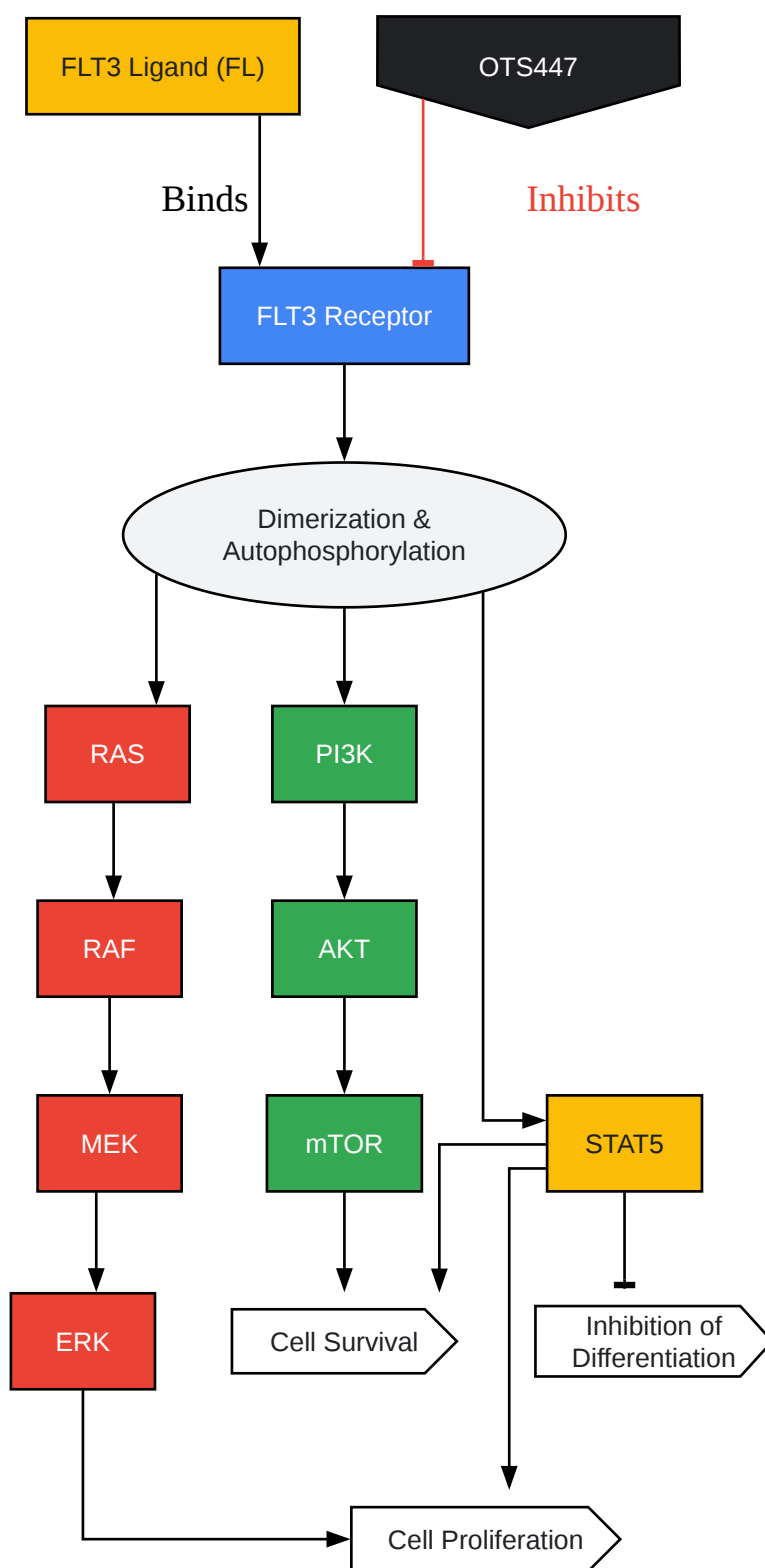 FLT3 Ligand (FL)
OTS447
Binds
Inhibits
FLT3 Receptor
Dimerization &
Autophosphorylation
RAS
PI3K
RAF
AKT
MEK
mTOR
STAT5
ERK
Cell Survival
Inhibition of
Differentiation
Cell Proliferation